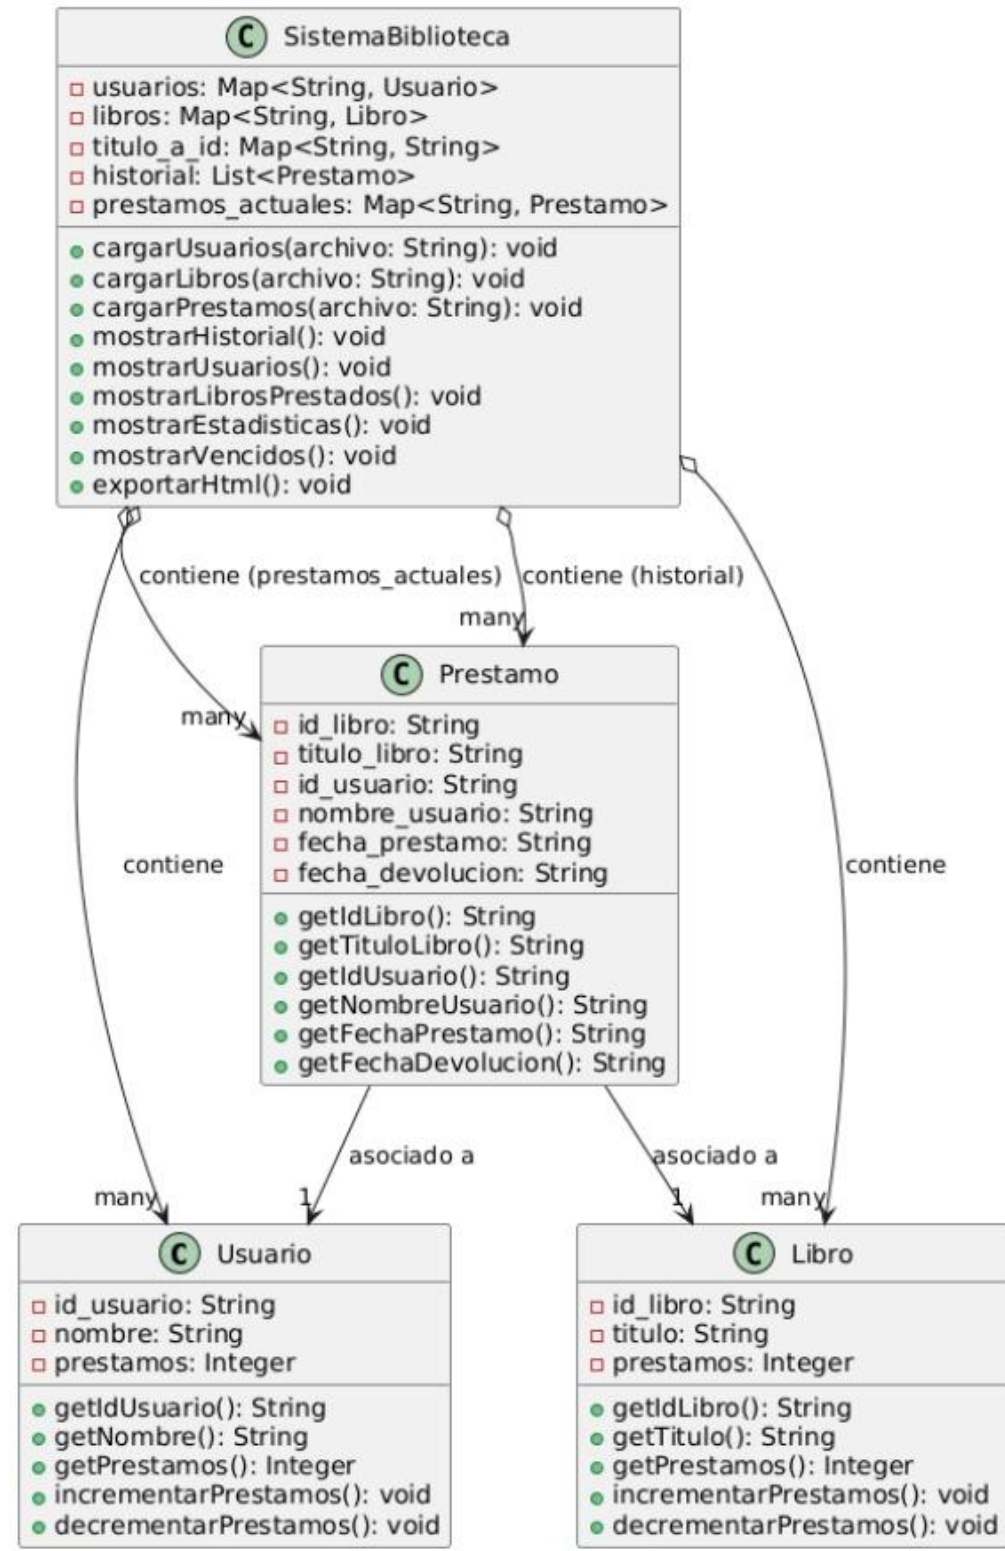 C SistemaBiblioteca
usuarios: Map<String, Usuario>
libros: Map<String, Libro>
titulo_a_id: Map<String, String>
historial: List<Prestamo>
prestamos_actuales: Map<String, Prestamo>
cargarUsuarios(archivo: String): void
cargarLibros(archivo: String): void
cargarPrestamos(archivo: String): void
mostrarHistorial(): void
mostrarUsuarios(): void
mostrarLibrosPrestados(): void
mostrarEstadisticas(): void
mostrarVencidos(): void
exportarHtml(): void
contiene (prestamos_actuales) contiene (historial)
many
C Prestamo
many
id_libro: String
titulo_libro: String
id_usuario: String
nombre_usuario: String
fecha_prestamo: String
fecha_devolucion: String
contiene
contiene
getIdLibro(): String
getTituloLibro(): String
getIdUsuario(): String
getNombreUsuario(): String
getFechaPrestamo(): String
getFechaDevolucion(): String
asociado a
asociado a
many
1
1
many
C Usuario
id_usuario: String
nombre: String
prestamos: Integer
getIdUsuario(): String
getNombre(): String
getPrestamos(): Integer
incrementarPrestamos(): void
decrementarPrestamos(): void
C Libro
id_libro: String
titulo: String
prestamos: Integer
getIdLibro(): String
getTitulo(): String
getPrestamos(): Integer
incrementarPrestamos(): void
decrementarPrestamos(): void